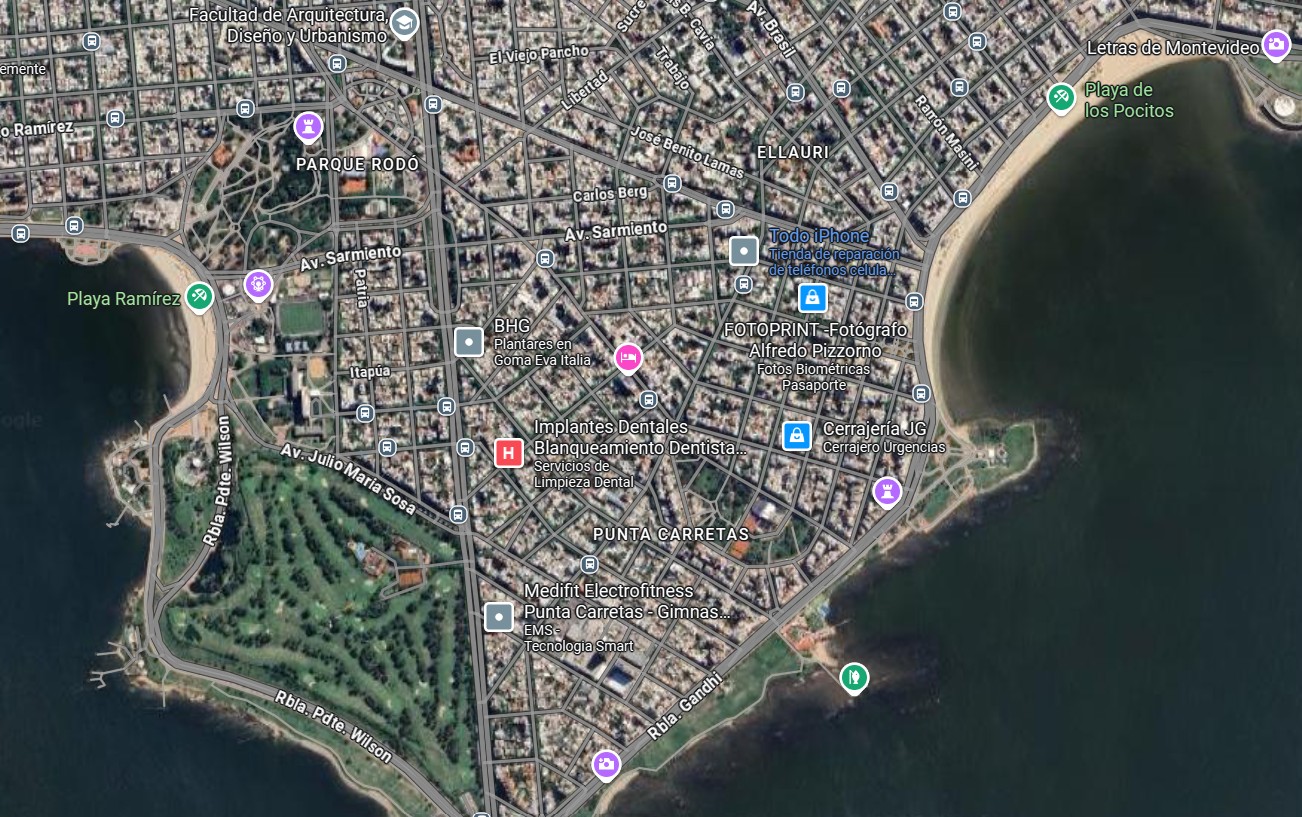 Facultad de Arquitectura,
Diseño y Urbanismo
Sucre
Av. Brasil
Letras de Montevideo
El Viejo Pancho
emente
Trabajo
Libertad
Playa de
los Pocitos
o Ramírez
Ramón Masini
José Benito Lamas
ELLAURI
PARQUE RODÓ
Carlos Berg
Av. Sarmiento
Todo iPhone
Tienda de reparación
de teléfonos celula...
Av. Sarmiento
Patria
Playa Ramírez
BHG
Plantares en
Goma Eva Italia
FOTOPRINT -Fotógrafo
Alfredo Pizzorno
Fotos Biométricas
Pasaporte
Itapúa
Implantes Dentales
Blanqueamiento Dentista...
Servicios de
Limpieza Dental
Cerrajería JG
Cerrajero Urgencias
Av. Julio María Sosa
Rbla. Pdte. Wilson
PUNTA CARRETAS
Medifit Electrofitness
Punta Carretas - Gimnas...
EMS-
Tecnologia Smart
Rbla. Gandhi
Rbla. Pdte. Wilson